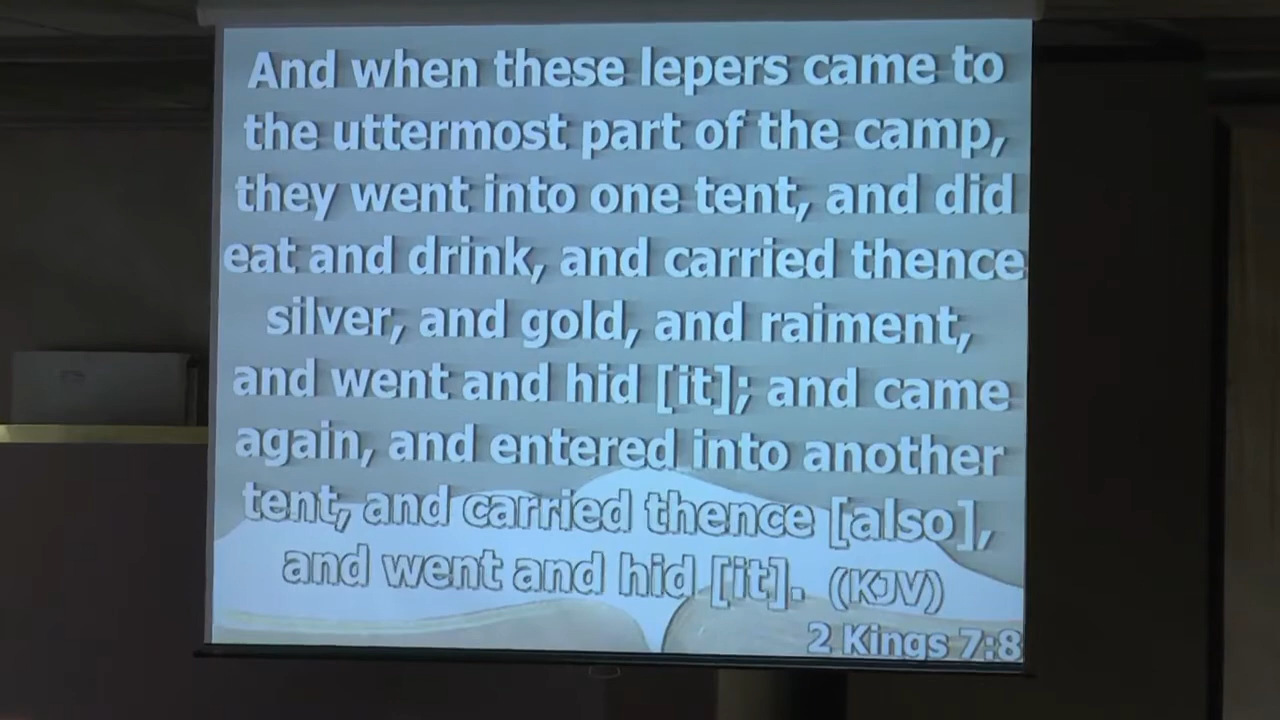 And when these lepers came to
the uttermost part of the camp,
they went into one tent, and did
eat and drink, and carried thence
silver, and gold, and raiment,
and went and hid [it]; and came
again, and entered into another
tent, and carried thence [also],
and went and hid [it]. (KJV)
2 Kings 7:8